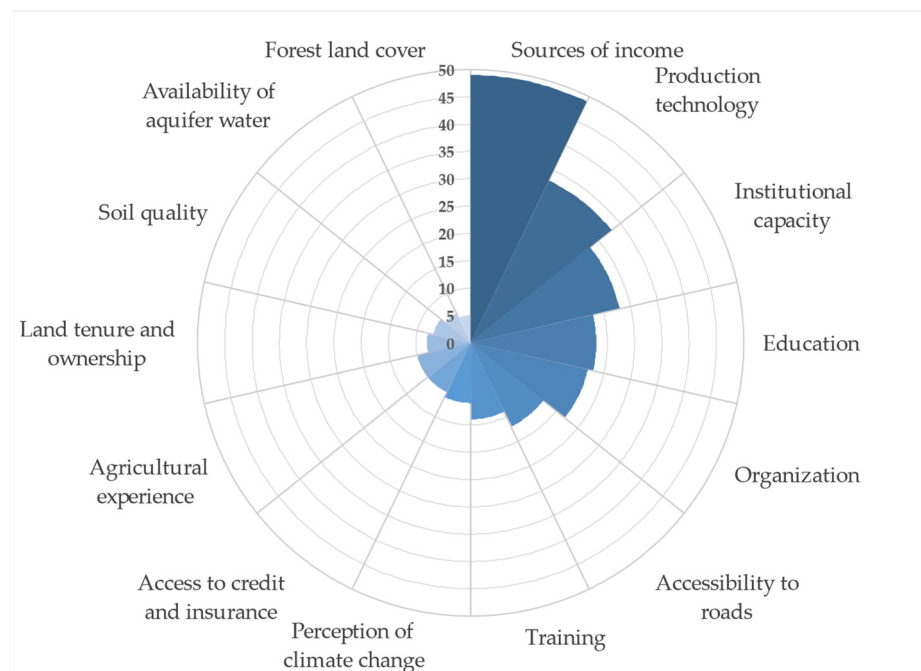 Forest land cover
Sources of income
Production
technology
Institutional
capacity
Education
Organization
Accessibility to
roads
Training
Perception of
climate change
Access to credit
and insurance
Agricultural
experience
Land tenure and
ownership
Soil quality
Availability of
aquifer water
50
45
40
35
30
25
20
15
10
5
0